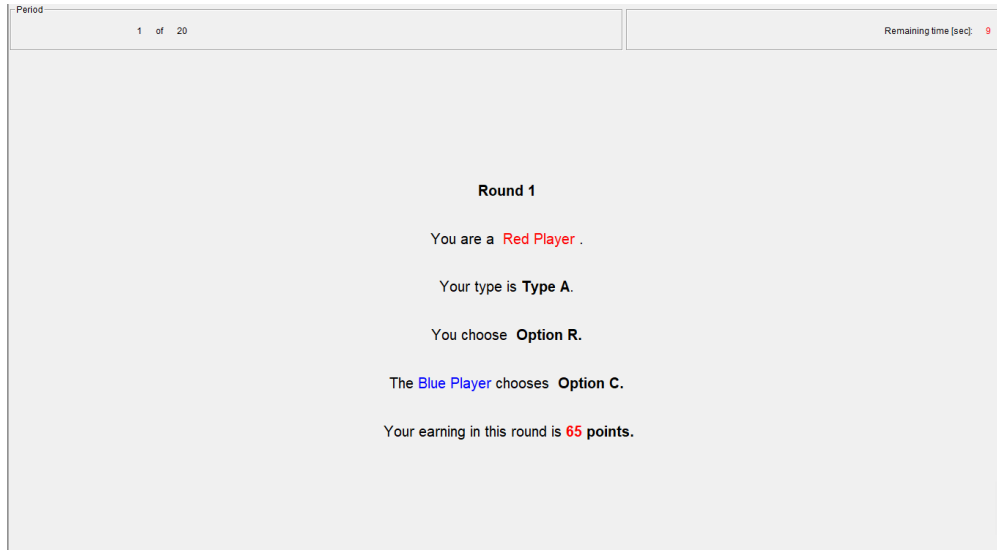 Period
1 of 20
Remaining time [sec]: 9
Round 1
You are a Red Player .
Your type is Type A.
You choose Option R.
The Blue Player chooses Option C.
Your earning in this round is 65 points.